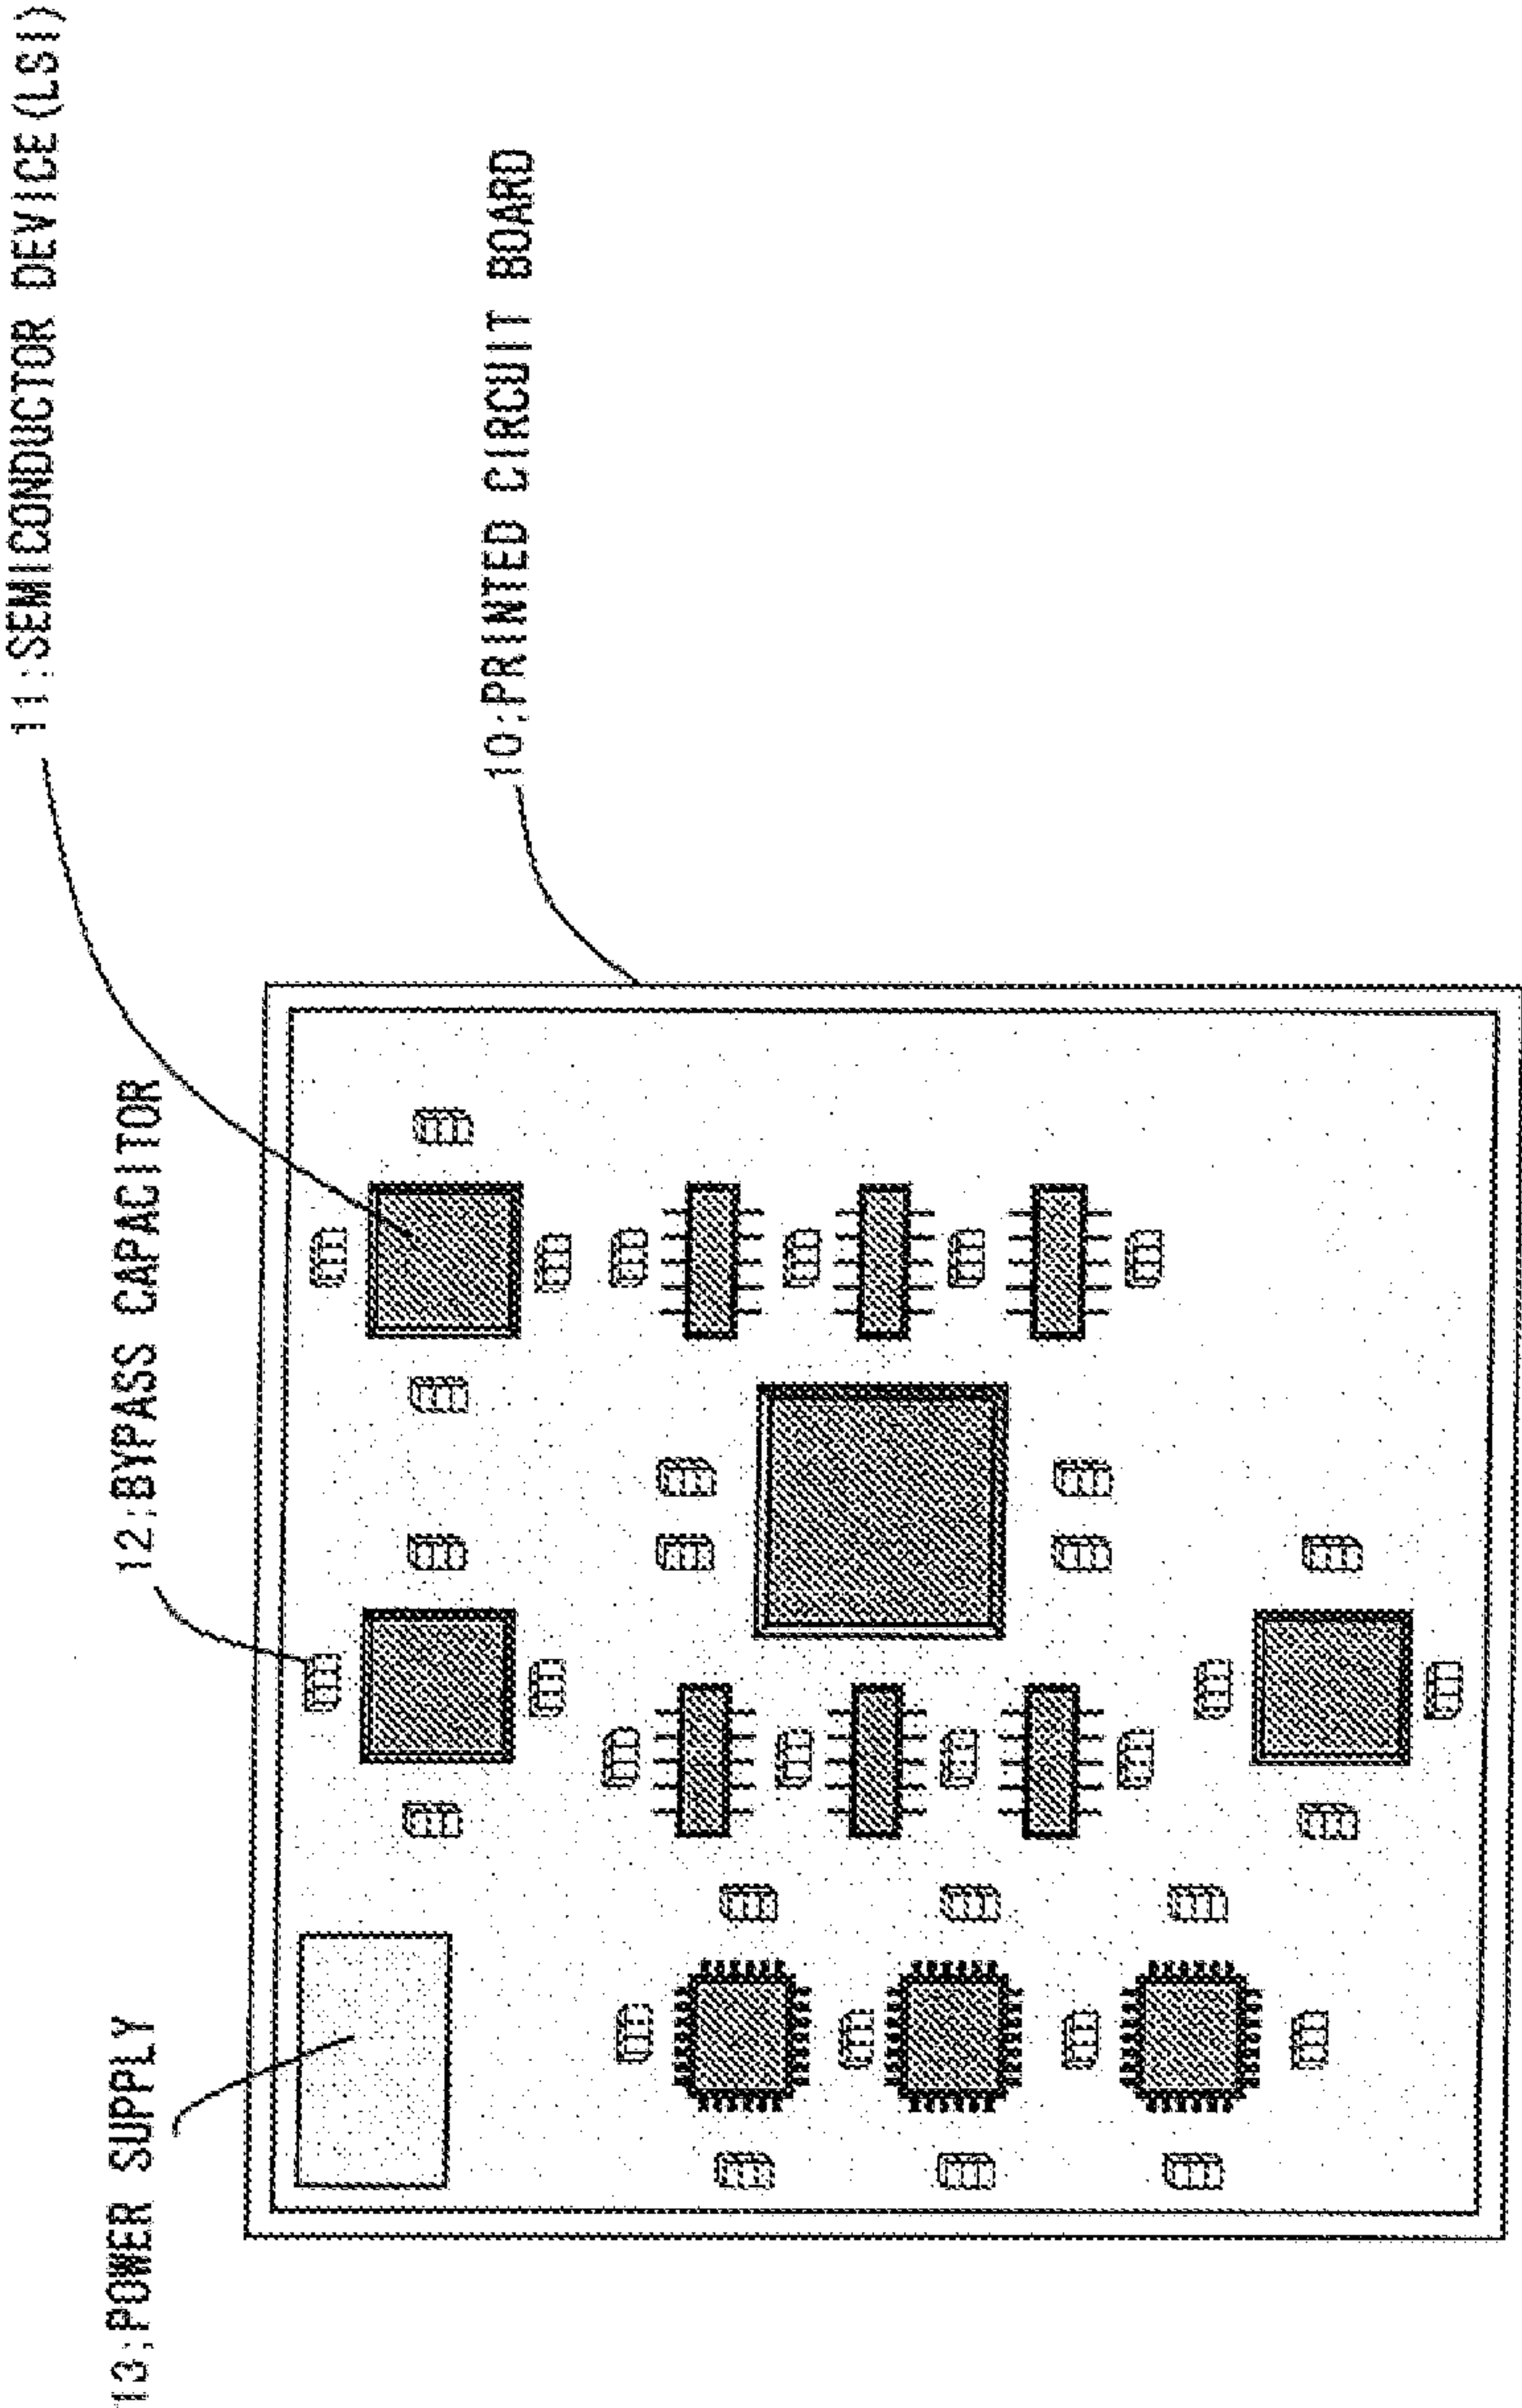 13;POWER SUPPLY
12;BYPASS CAPACITOR
11;SEMICONDUCTOR DEVICE(LSI)
10;PRINTED CIRCUIT BOARD